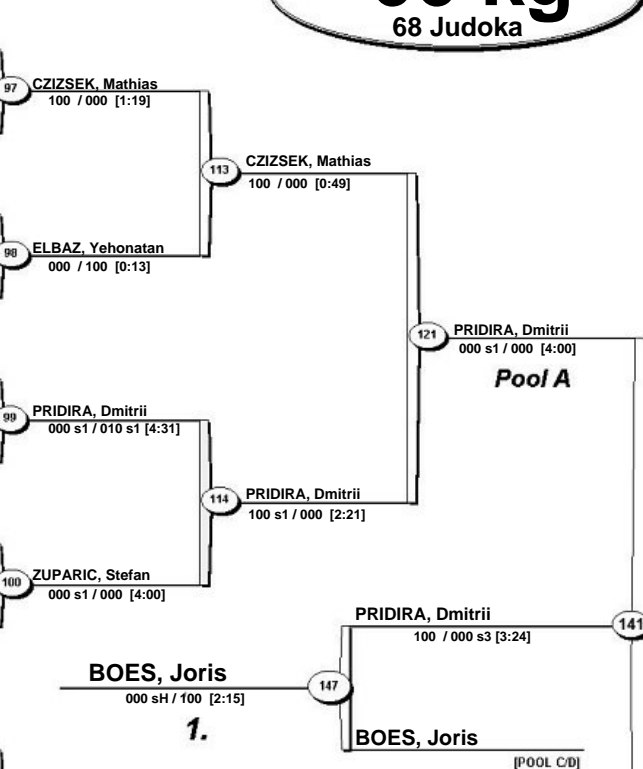 68 Judoka
97
CZIZSEK, Mathias
100 / 000 [1:19]
113
CZIZSEK, Mathias
100 / 000 [0:49]
98
ELBAZ, Yehonatan
000 / 100 [0:13]
121
PRIDIRA, Dmitrii
000 s1 / 000 [4:00]
Pool A
99
PRIDIRA, Dmitrii
000 s1 / 010 s1 [4:31]
114
PRIDIRA, Dmitrii
100 s1 / 000 [2:21]
100
ZUPARIC, Stefan
000 s1 / 000 [4:00]
PRIDIRA, Dmitrii
100 / 000 s3 [3:24]
141
BOES, Joris
000 sH / 100 [2:15]
147
1.
BOES, Joris
[POOL C/D]